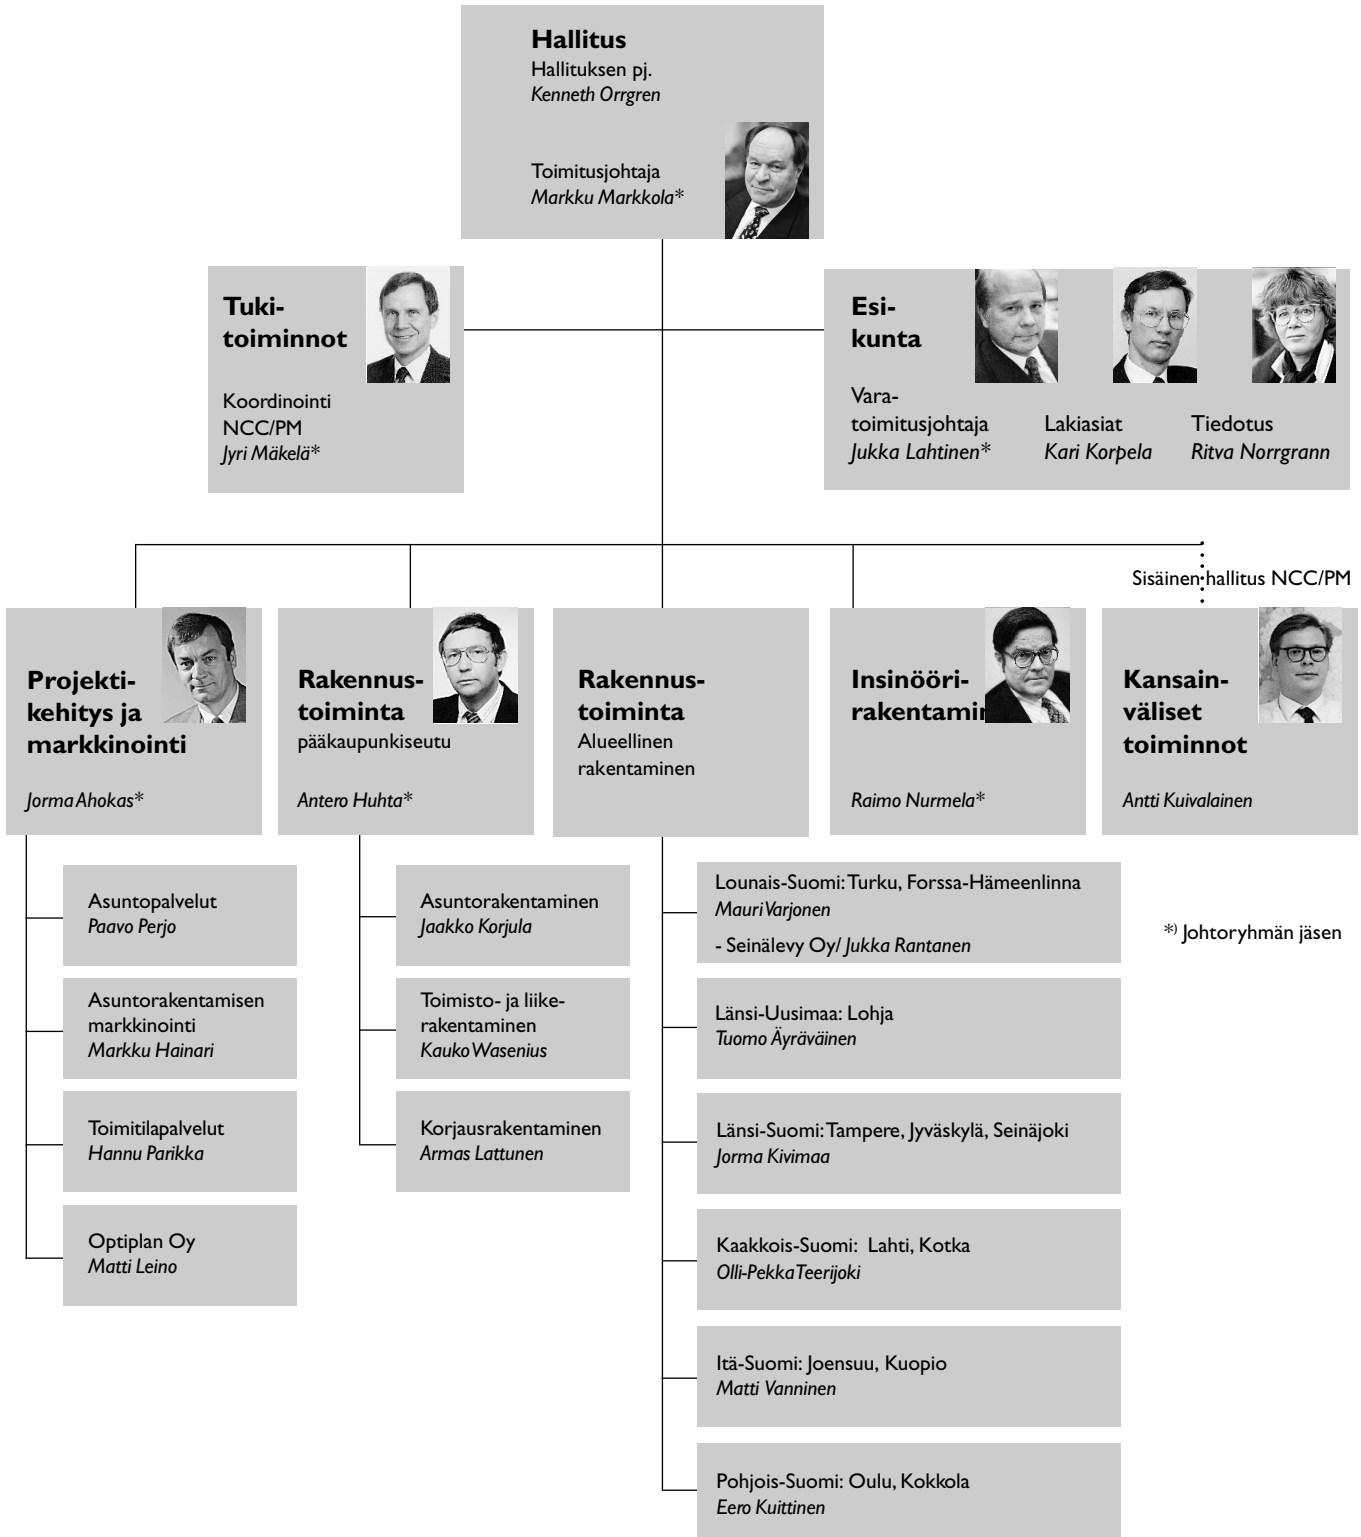 Hallitus
Hallituksen pj.
Kenneth Orrgren
Toimitusjohtaja
Markku Markkola*
Tuki-
toiminnot
Koordinointi
NCC/PM
Jyri Mäkelä*
Esi-
kunta
Vara-
toimitusjohtaja
Jukka Lahtinen*
Lakiasiat
Kari Korpela
Tiedotus
Ritva Norrgrann
Sisäinen hallitus NCC/PM
Projekti-
kehitys ja
markkinointi
Jorma Ahokas*
Rakennus-
toiminta
pääkaupunkiseutu
Antero Huhta*
Rakennus-
toiminta
Alueellinen
rakentaminen
Insinööri-
rakentamin
Raimo Nurmela*
Kansain-
väliset
toiminnot
Antti Kuivalainen
Asuntopalvelut
Paavo Perjo
Asuntorakentamisen
markkinointi
Markku Hainari
Toimitilapalvelut
Hannu Parikka
Optiplan Oy
Matti Leino
Asuntorakentaminen
Jaakko Korjula
Toimisto- ja liike-
rakentaminen
Kauko Wasenius
Korjausrakentaminen
Armas Lattunen
Lounais-Suomi: Turku, Forssa-Hämeenlinna
Mauri Varjonen
- Seinälevy Oy/ Jukka Rantanen
Länsi-Uusimaa: Lohja
Tuomo Äyräväinen
Länsi-Suomi: Tampere, Jyväskylä, Seinäjoki
Jorma Kivimaa
Kaakkois-Suomi: Lahti, Kotka
Olli-Pekka Teerijoki
Itä-Suomi: Joensuu, Kuopio
Matti Vanninen
Pohjois-Suomi: Oulu, Kokkola
Eero Kuittinen
*) Johtoryhmän jäsen